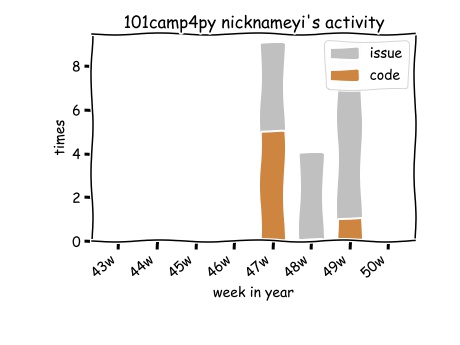 101camp4py nicknameyi's activity
issue
code
8
6
4
2
0
times
43w
44w
45w
46w
47w
48w
49w
50w
week in year